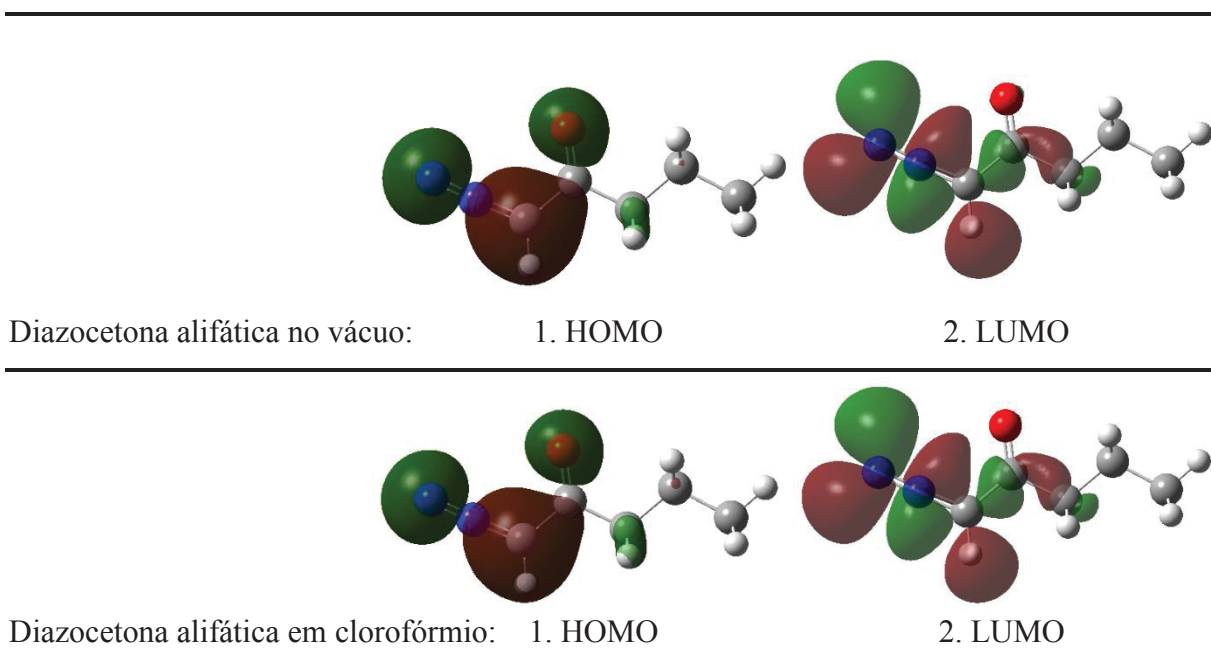 Diazocetona alifática no vácuo: 1. HOMO 2. LUMO
Diazocetona alifática em clorofórmio: 1. HOMO 2. LUMO